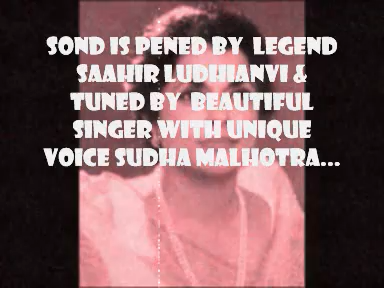 SOND IS PENED BY LEGEND
SAAHIR LUDHIANVI &
TUNED BY BEAUTIFUL
SINGER WITH UNIQUE
VOICE SUDHA MALHOTRA...